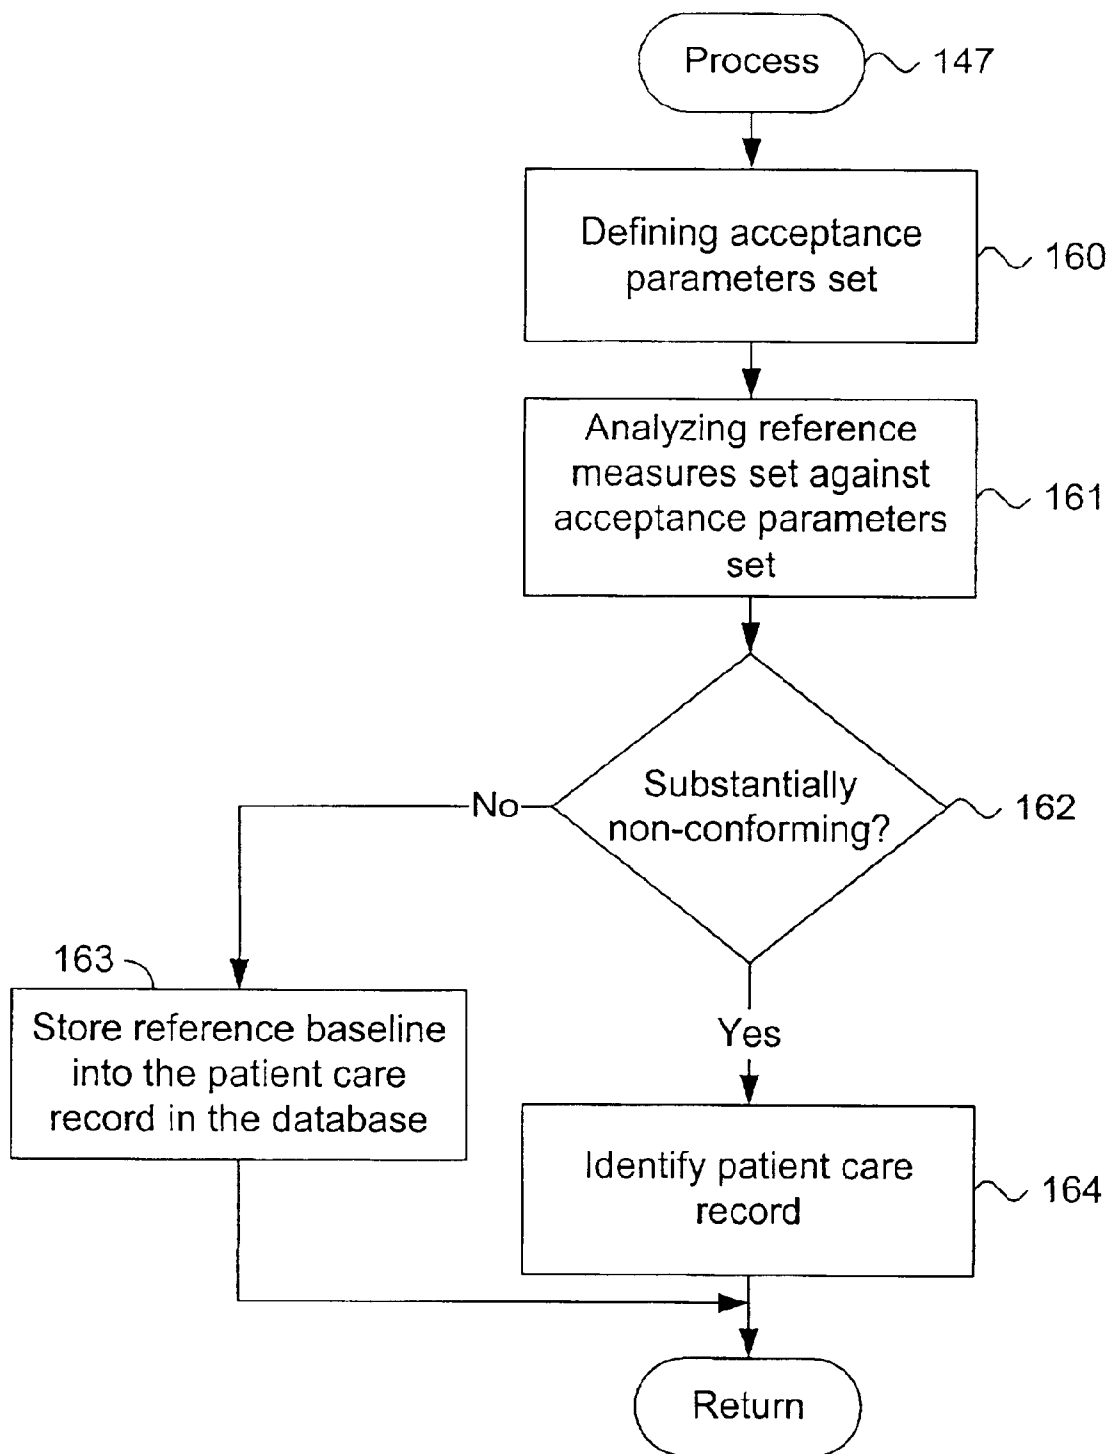 Process
147
Defining acceptance
parameters set
160
Analyzing reference
measures set against
acceptance parameters
set
161
Substantially
non-conforming?
162
No
163
Store reference baseline
into the patient care
record in the database
Yes
Identify patient care
record
164
Return